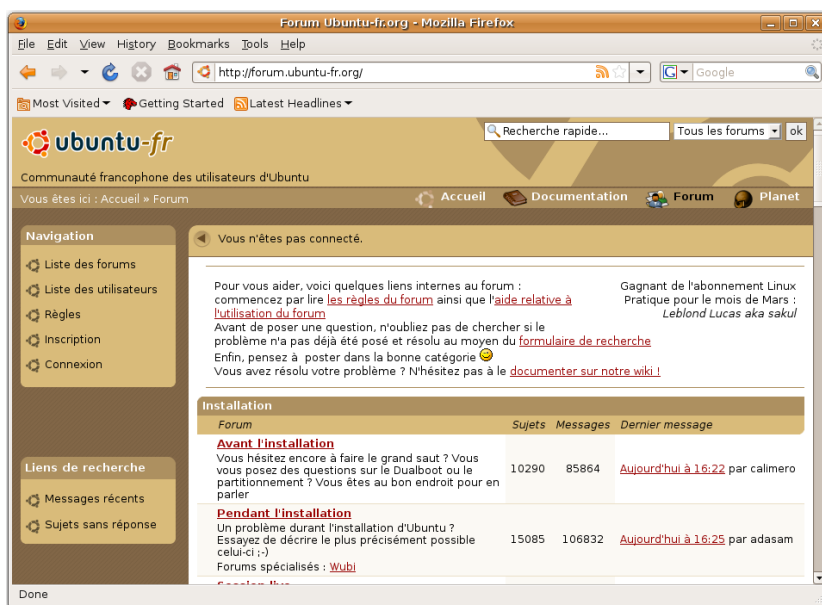 Forum Ubuntu-fr.org - Mozilla Firefox
File Edit View History Bookmarks Tools Help
http://forum.ubuntu-fr.org/
G Google
Most Visited Getting Started Latest Headlines
ubuntu-fr
Recherche rapide... Tous les forums ok
Communauté francophone des utilisateurs d'Ubuntu
Vous êtes ici : Accueil » Forum
Accueil Documentation Forum Planet
Navigation
Liste des forums
Liste des utilisateurs
Règles
Inscription
Connexion
Liens de recherche
Messages récents
Sujets sans réponse
Vous n'êtes pas connecté.
Pour vous aider, voici quelques liens internes au forum :
commencez par lire les règles du forum ainsi que l'aide relative à
l'utilisation du forum
Avant de poser une question, n'oubliez pas de chercher si le
problème n'a pas déjà été posé et résolu au moyen du formulaire de recherche
Enfin, pensez à poster dans la bonne catégorie
Vous avez résolu votre problème ? N'hésitez pas à le documenter sur notre wiki !
Gagnant de l'abonnement Linux
Pratique pour le mois de Mars :
Leblond Lucas aka sakul
Installation
Forum Sujets Messages Dernier message
Avant l'installation
Vous hésitez encore à faire le grand saut ? Vous
vous posez des questions sur le Dualboot ou le
partitionnement ? Vous êtes au bon endroit pour en
parler
10290 85864 Aujourd'hui à 16:22 par calimero
Pendant l'installation
Un problème durant l'installation d'Ubuntu ?
Essayez de décrire le plus précisément possible
celui-ci ;-)
Forums spécialisés : Wubi
15085 106832 Aujourd'hui à 16:25 par adasam
Done